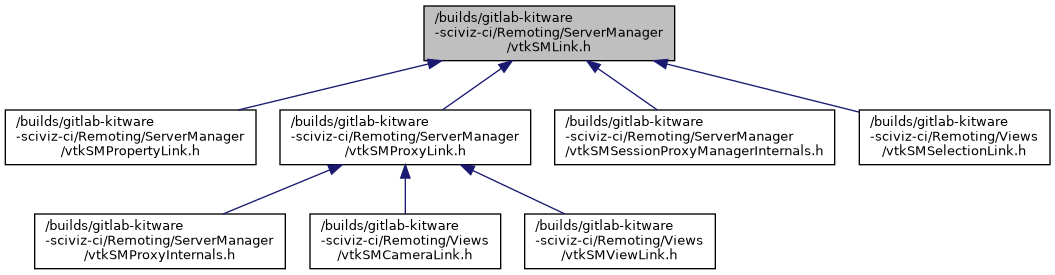 /builds/gitlab-kitware
-sciviz-ci/Remoting/ServerManager
/vtkSMLink.h
/builds/gitlab-kitware
-sciviz-ci/Remoting/ServerManager
/vtkSMPropertyLink.h
/builds/gitlab-kitware
-sciviz-ci/Remoting/ServerManager
/vtkSMProxyLink.h
/builds/gitlab-kitware
-sciviz-ci/Remoting/ServerManager
/vtkSMSessionProxyManagerInternals.h
/builds/gitlab-kitware
-sciviz-ci/Remoting/Views
/vtkSMSelectionLink.h
/builds/gitlab-kitware
-sciviz-ci/Remoting/ServerManager
/vtkSMProxyInternals.h
/builds/gitlab-kitware
-sciviz-ci/Remoting/Views
/vtkSMCameraLink.h
/builds/gitlab-kitware
-sciviz-ci/Remoting/Views
/vtkSMViewLink.h